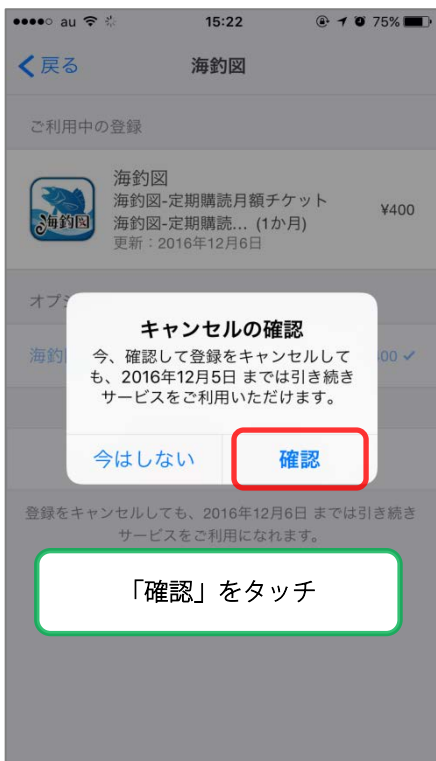 au 15:22 75%
戻る 海釣図
ご利用中の登録
海釣図
海釣図
海釣図-定期購読月額チケット
海釣図-定期購読... (1か月) ¥400
更新：2016年12月6日
オプシ
キャンセルの確認
海釣 今、確認して登録をキャンセルして 00
も、2016年12月5日 までは引き続き
サービスをご利用いただけます。
今はしない 確認
登録をキャンセルしても、2016年12月6日 までは引き続き
サービスをご利用になれます。
「確認」をタッチ